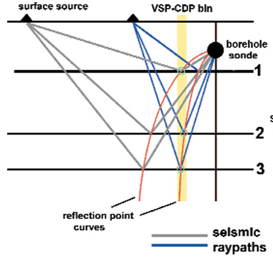 surface source
VSP-CDP bin
borehole
sonde
1
2
3
reflection point
curves
seismic
raypaths